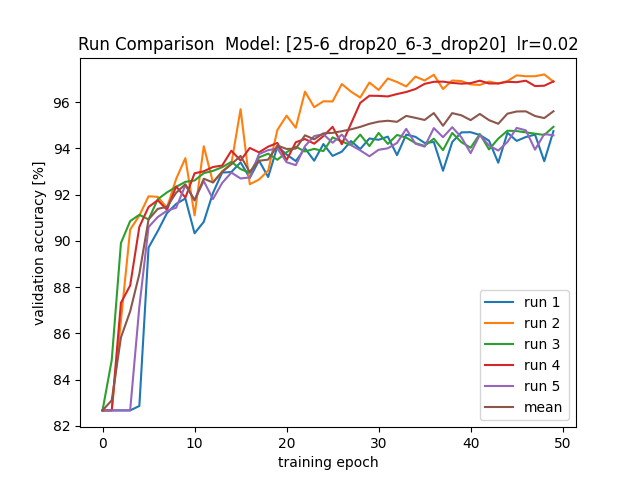 Run Comparison  Model: [25-6_drop20_6-3_drop20]  lr=0.02
validation accuracy [%]
96
94
92
90
88
86
84
82
0
10
20
30
40
50
training epoch
run 1
run 2
run 3
run 4
run 5
mean